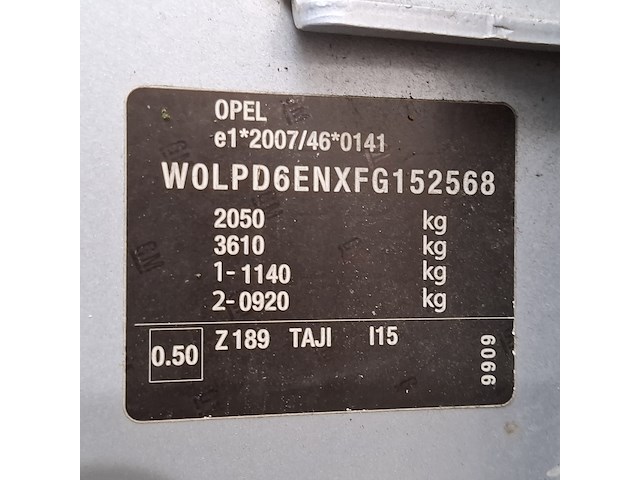 OPEL
e1*2007/46*0141
W0LPD6ENXFG152568
2050 kg
3610 kg
1-1140 kg
2-0920 kg
0.50 Z189 TAJI I15
9909